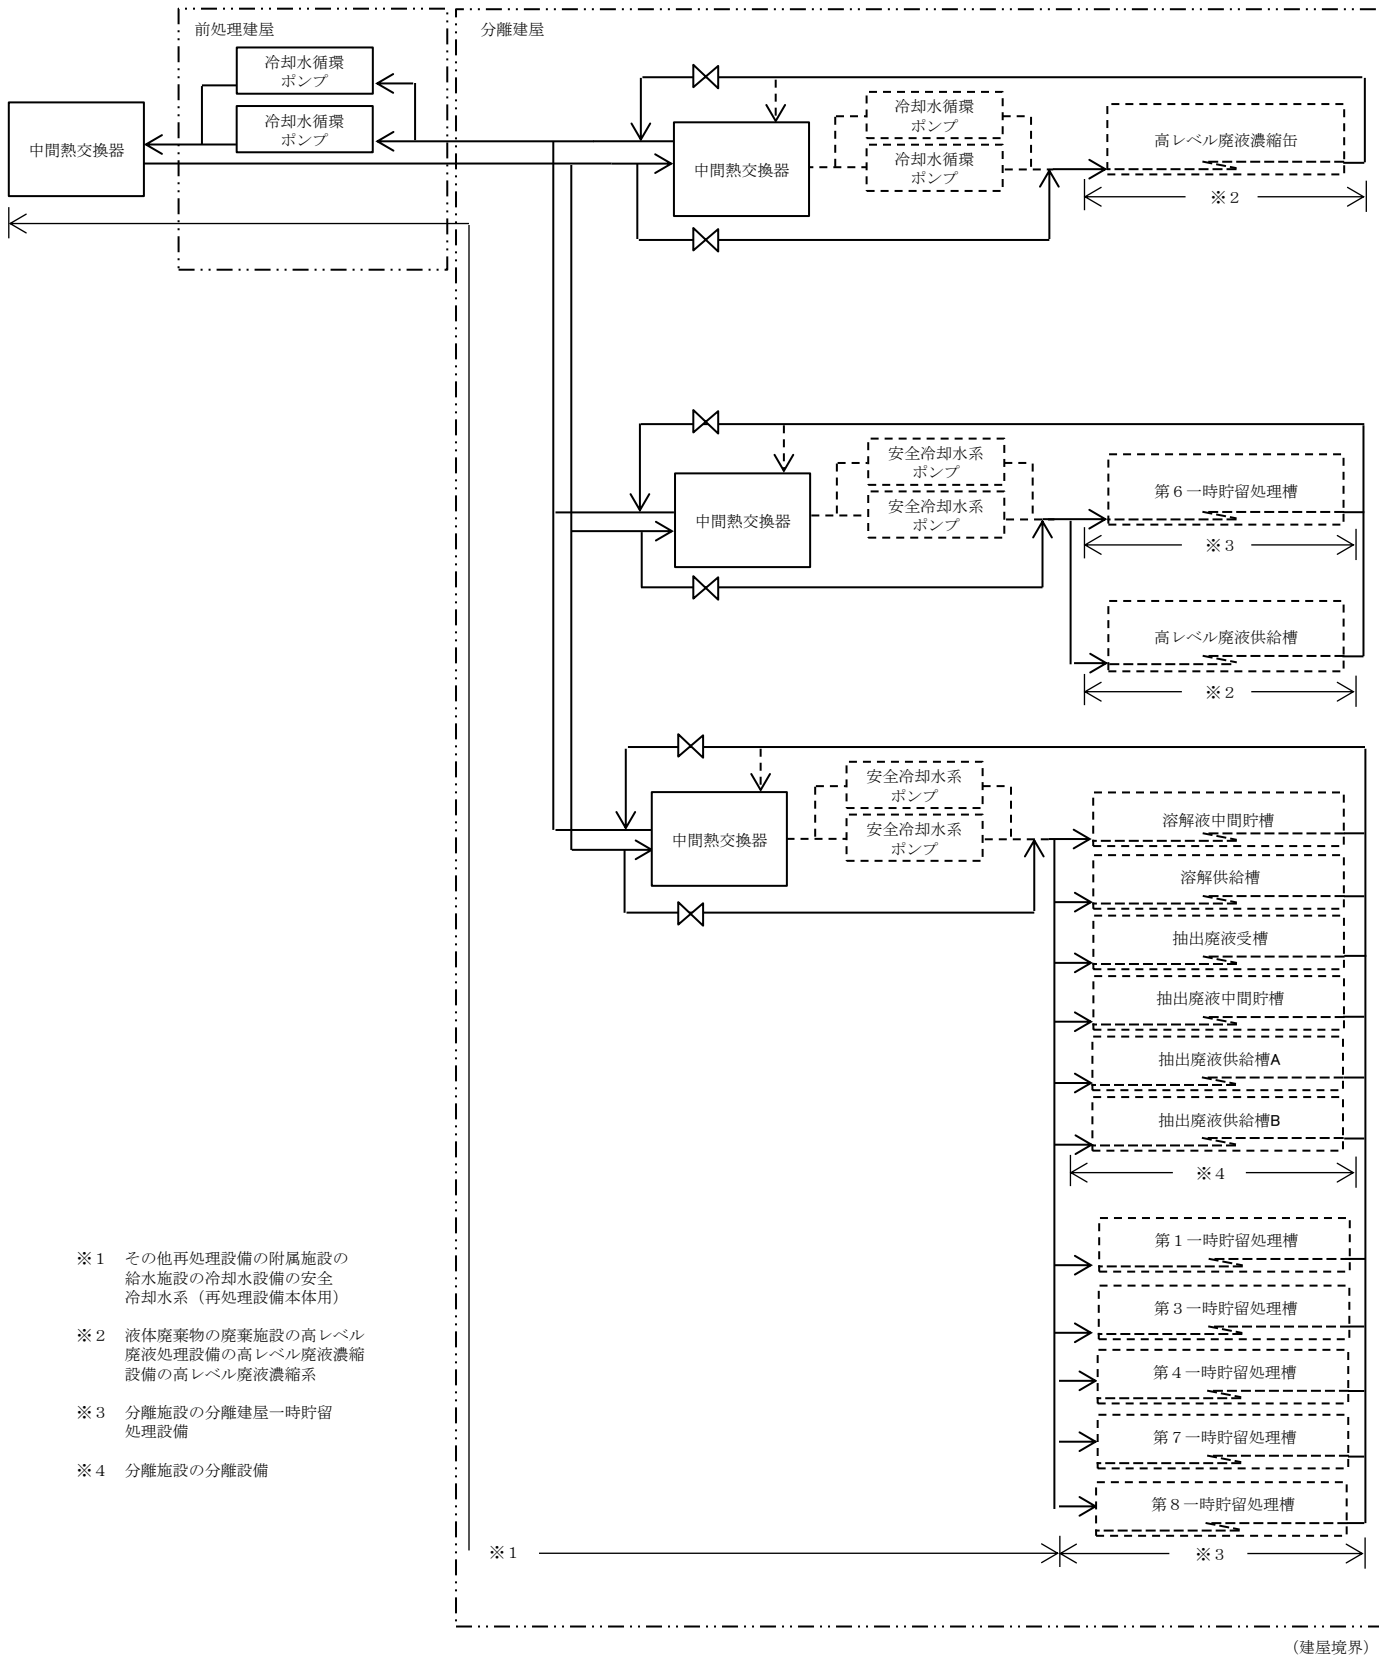 前処理建屋
分離建屋
冷却水循環
ポンプ
冷却水循環
ポンプ
中間熱交換器
中間熱交換器
冷却水循環
ポンプ
冷却水循環
ポンプ
高レベル廃液濃縮缶
※２
中間熱交換器
安全冷却水系
ポンプ
安全冷却水系
ポンプ
第６一時貯留処理槽
※３
高レベル廃液供給槽
※２
中間熱交換器
安全冷却水系
ポンプ
安全冷却水系
ポンプ
溶解液中間貯槽
溶解供給槽
抽出廃液受槽
抽出廃液中間貯槽
抽出廃液供給槽A
抽出廃液供給槽B
※４
第１一時貯留処理槽
第３一時貯留処理槽
第４一時貯留処理槽
第７一時貯留処理槽
第８一時貯留処理槽
※１
※３
※１　その他再処理設備の附属施設の
給水施設の冷却水設備の安全
冷却水系（再処理設備本体用）
※２　液体廃棄物の廃棄施設の高レベル
廃液処理設備の高レベル廃液濃縮
設備の高レベル廃液濃縮系
※３　分離施設の分離建屋一時貯留
処理設備
※４　分離施設の分離設備
（建屋境界）